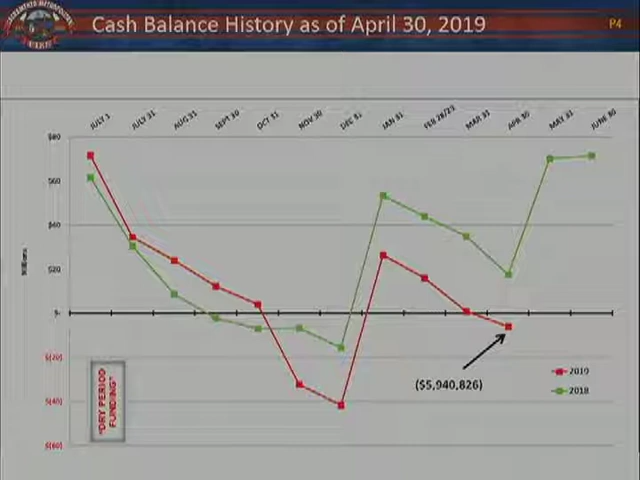 Cash Balance History as of April 30, 2019
P4
JULY 1
JULY 31
AUG 31
SEPT 30
OCT 31
NOV 30
DEC 31
JAN 31
FEB 28/29
MAR 31
APR 30
MAY 31
JUNE 30
$80
$60
$40
$20
$-
$(20)
$(40)
$(60)
Millions
"DRY PERIOD
FUNDING"
($5,940,826)
2019
2018